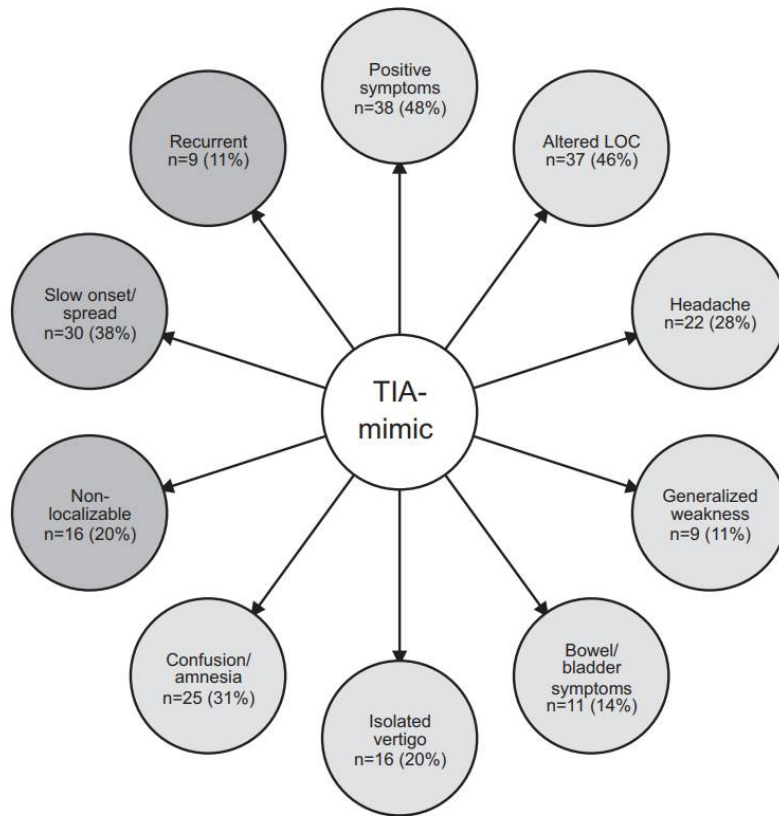 Positive
symptoms
n=38 (48%)
Altered LOC
n=37 (46%)
Headache
n=22 (28%)
Generalized
weakness
n=9 (11%)
Bowel/
bladder
symptoms
n=11 (14%)
Isolated
vertigo
n=16 (20%)
Confusion/
amnesia
n=25 (31%)
Non-
localizable
n=16 (20%)
Slow onset/
spread
n=30 (38%)
Recurrent
n=9 (11%)
TIA-
mimic